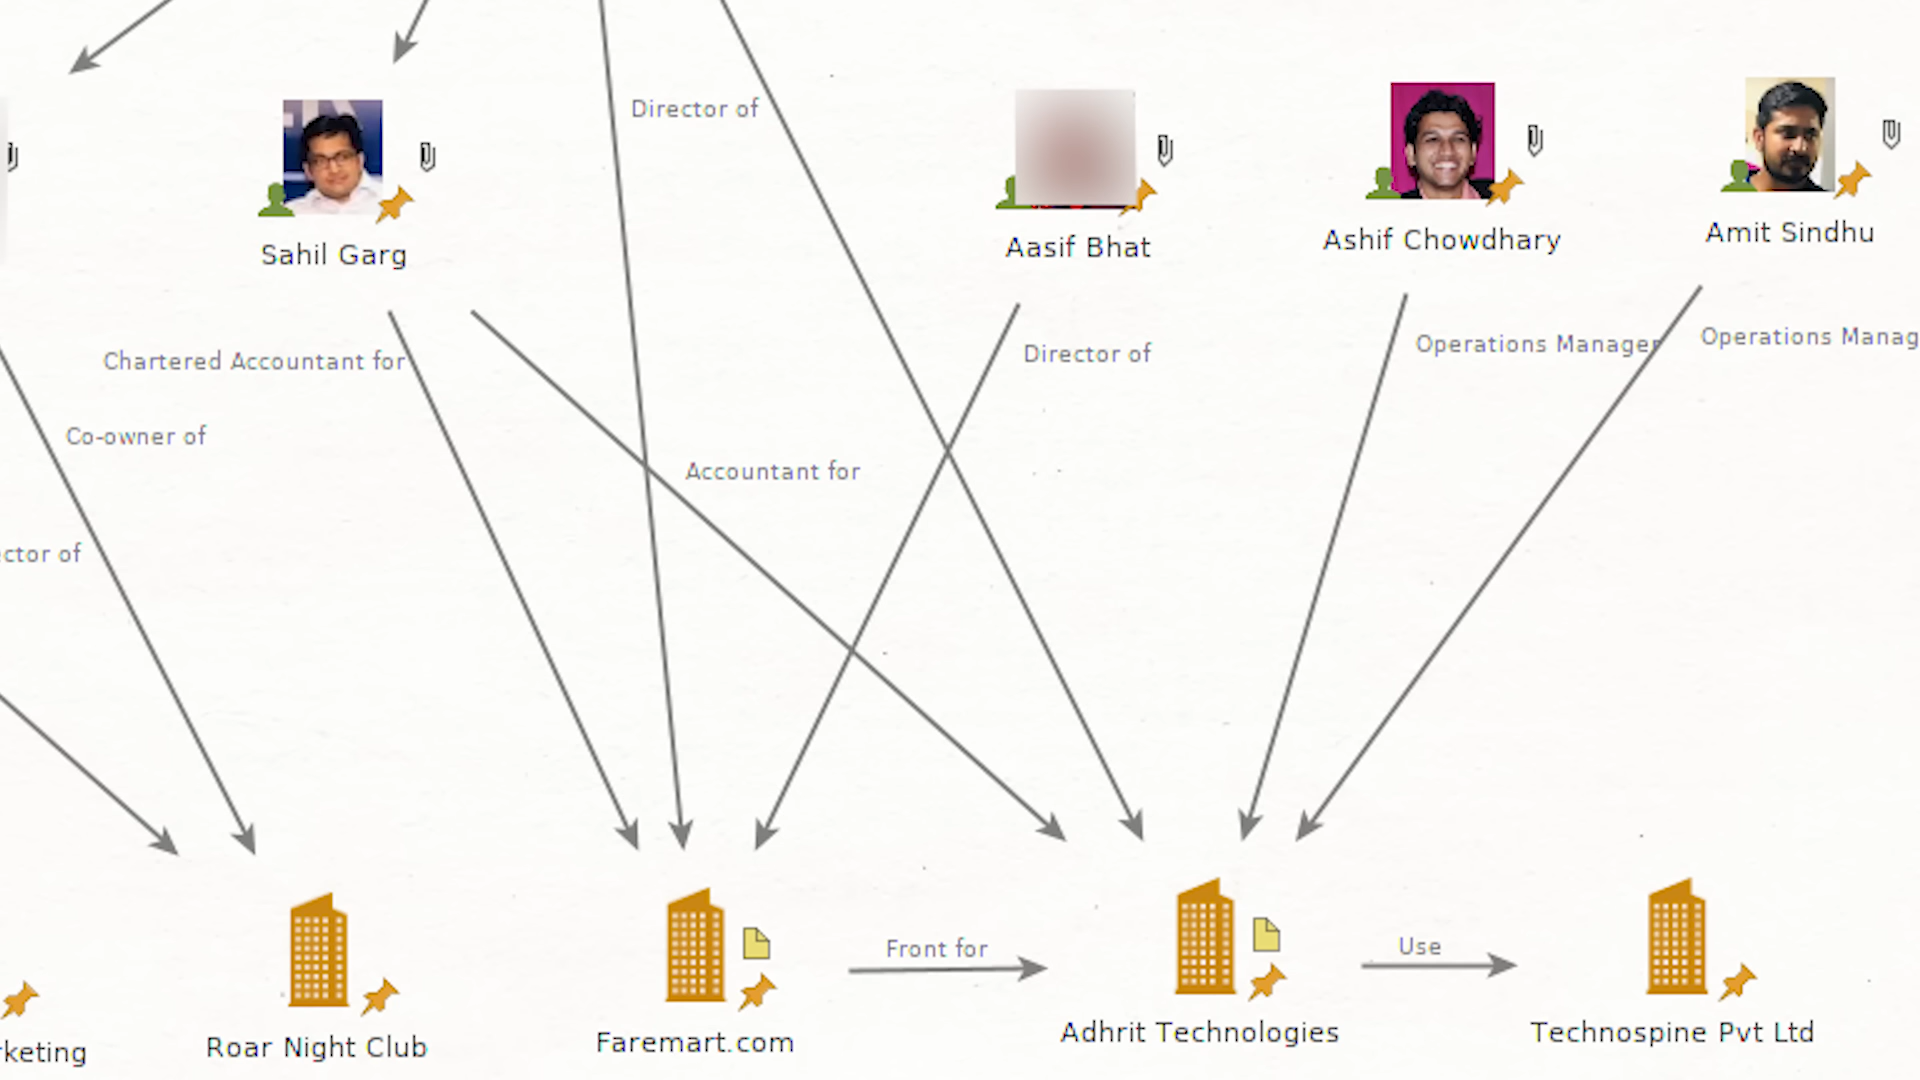 Director of
Sahil Garg
Aasif Bhat
Ashif Chowdhary
Amit Sindhu
Chartered Accountant for
Director of
Operations Manager
Operations Manag
Co-owner of
Accountant for
ctor of
Front for
Use
rketing
Roar Night Club
Faremart.com
Adhrit Technologies
Technospine Pvt Ltd